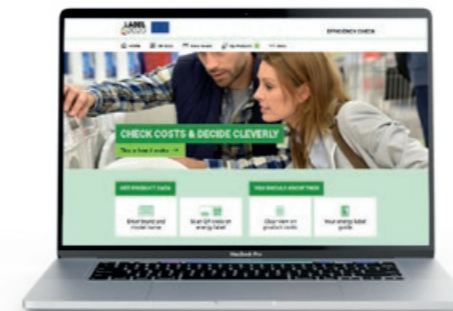 LABEL
2020
EFFICIENCY CHECK
HOME
CHECK COSTS & DECIDE CLEVERLY
This is how it works →
GET PRODUCT DATA
YOU SHOULD KNOW THIS
Enter brand and
model name
Scan QR code on
energy label
Clear view on
product costs
Your energy label
guide
MacBook Pro